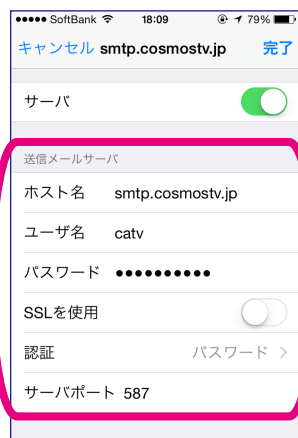 ●●●●● SoftBank 18:09 79%
キャンセル smtp.cosmostv.jp 完了
サーバ
送信メールサーバ
ホスト名 smtp.cosmostv.jp
ユーザ名 catv
パスワード ●●●●●●●●●●
SSLを使用
認証 パスワード >
サーバポート 587